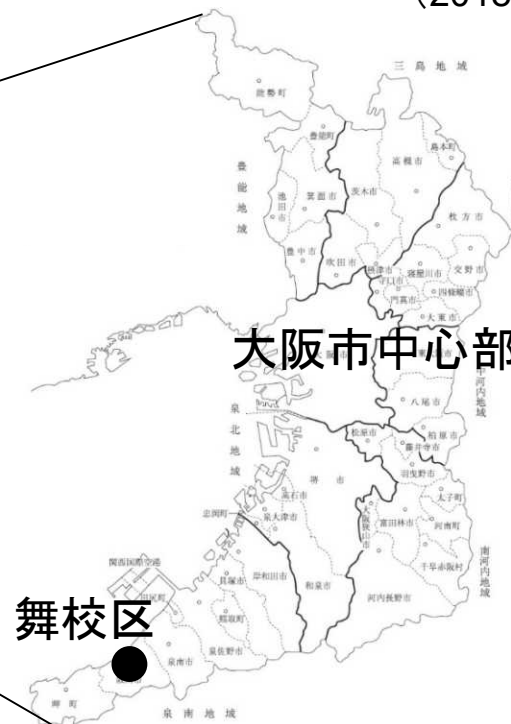 (2018
三島地域
能勢町
豊能町
島本町
高槻市
豊能地域
茨木市
池田市
箕面市
枚方市
豊中市
吹田市
摂津市
寝屋川市
交野市
守口市
門真市
四條畷市
大東市
大阪市中心部
中河内地域
八尾市
泉北地域
松原市
柏原市
藤井寺市
羽曳野市
堺市
高石市
太子町
忠岡町
泉大津市
大阪狭山市
富田林市
河南町
千早赤阪村
南河内地域
関西国際空港
岸和田市
和泉市
貝塚市
河内長野市
田尻町
熊取町
舞校区
泉佐野市
泉南市
岬町
泉南地域